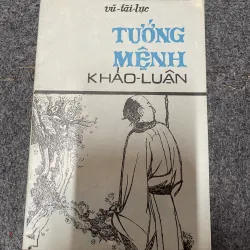 vũ-tài-lục
TƯỚNG
MỆNH
KHẢO-LUẬN